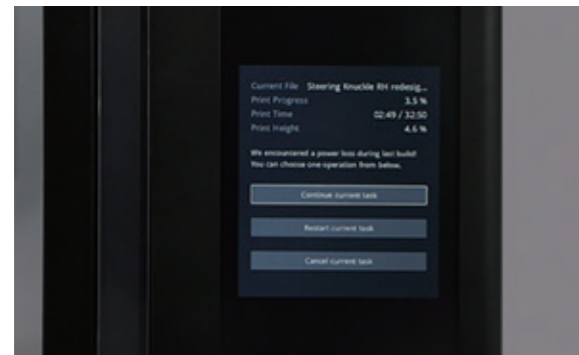 Current File Steering Knuckle RH redesig...
Print Progress 3.5 %
Print Time 02:49 / 32:50
Print Height 4.6 %
We encountered a power loss during last build!
You can choose one operation from below.
Continue current task
Restart current task
Cancel current task